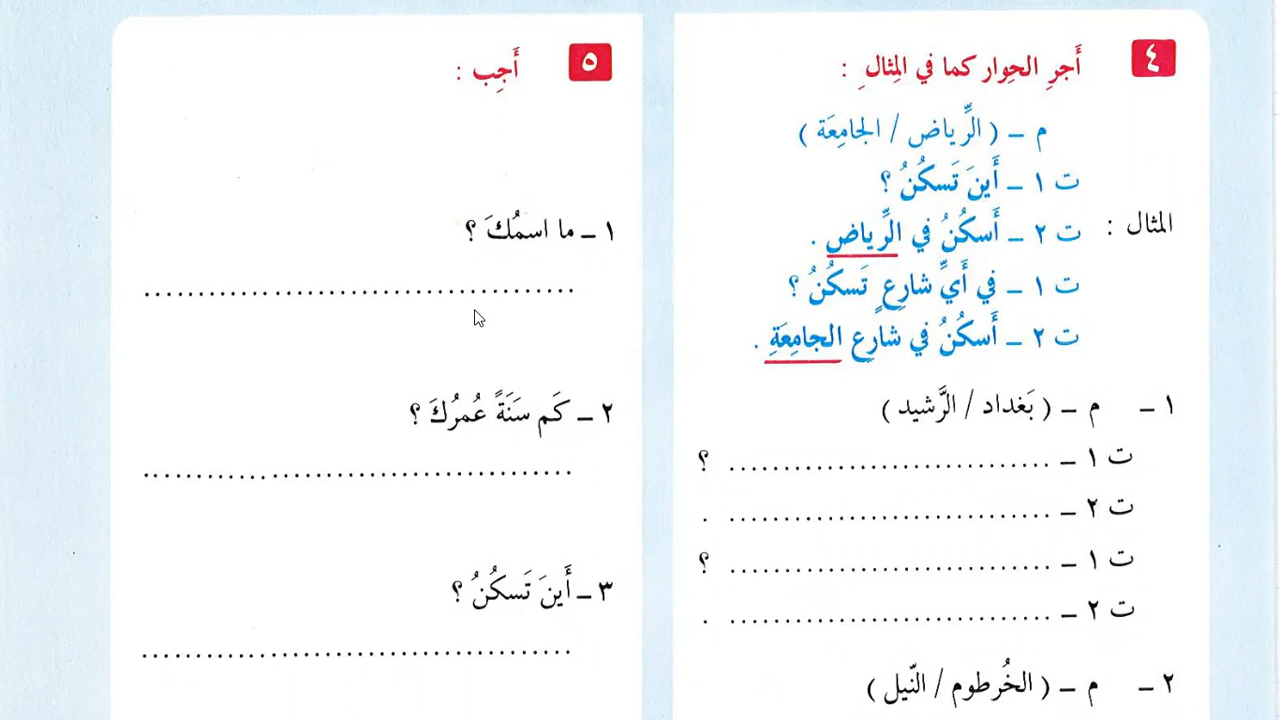 ٤ أَجرِ الحِوار كما في المِثالِ :
م – ( الرِّياض / الجامِعَة )
ت ١ – أَينَ تَسكُنُ ؟
المثال : ت ٢ – أَسكُنُ في الرِّياض .
ت ١ – في أَيِّ شارِعٍ تَسكُنُ ؟
ت ٢ – أَسكُنُ في شارِع الجامِعَةِ .
١ – م – ( بَغداد / الرَّشيد )
ت ١ – .............................. ؟
ت ٢ – .............................. .
ت ١ – .............................. ؟
ت ٢ – .............................. .
٢ – م – ( الخُرطوم / النّيل )
٥ أَجِب :
١ – ما اسمُكَ ؟
........................................
٢ – كَم سَنَةً عُمرُكَ ؟
........................................
٣ – أَينَ تَسكُنُ ؟
........................................